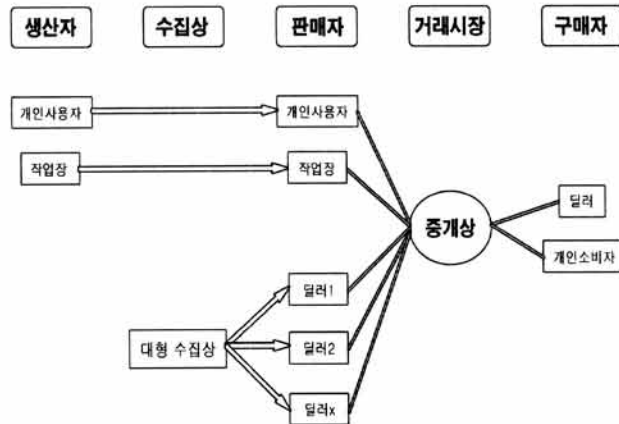 생산자
수집상
판매자
거래시장
구매자
개인사용자
개인사용자
작업장
작업장
중개상
딜러
개인소비자
딜러1
대형 수집상
딜러2
딜러x